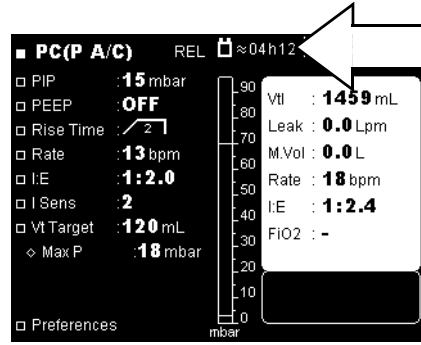 PC(P A/C) REL ≈04h12
PIP :15 mbar
PEEP :OFF
Rise Time : 2
Rate :13 bpm
I:E :1:2.0
I Sens :2
Vt Target :120 mL
Max P :18 mbar
Preferences
90
80
70
60
50
40
30
20
10
0
mbar
Vtl : 1459 mL
Leak : 0.0 Lpm
M.Vol : 0.0 L
Rate : 18 bpm
I:E : 1:2.4
FiO2 : -